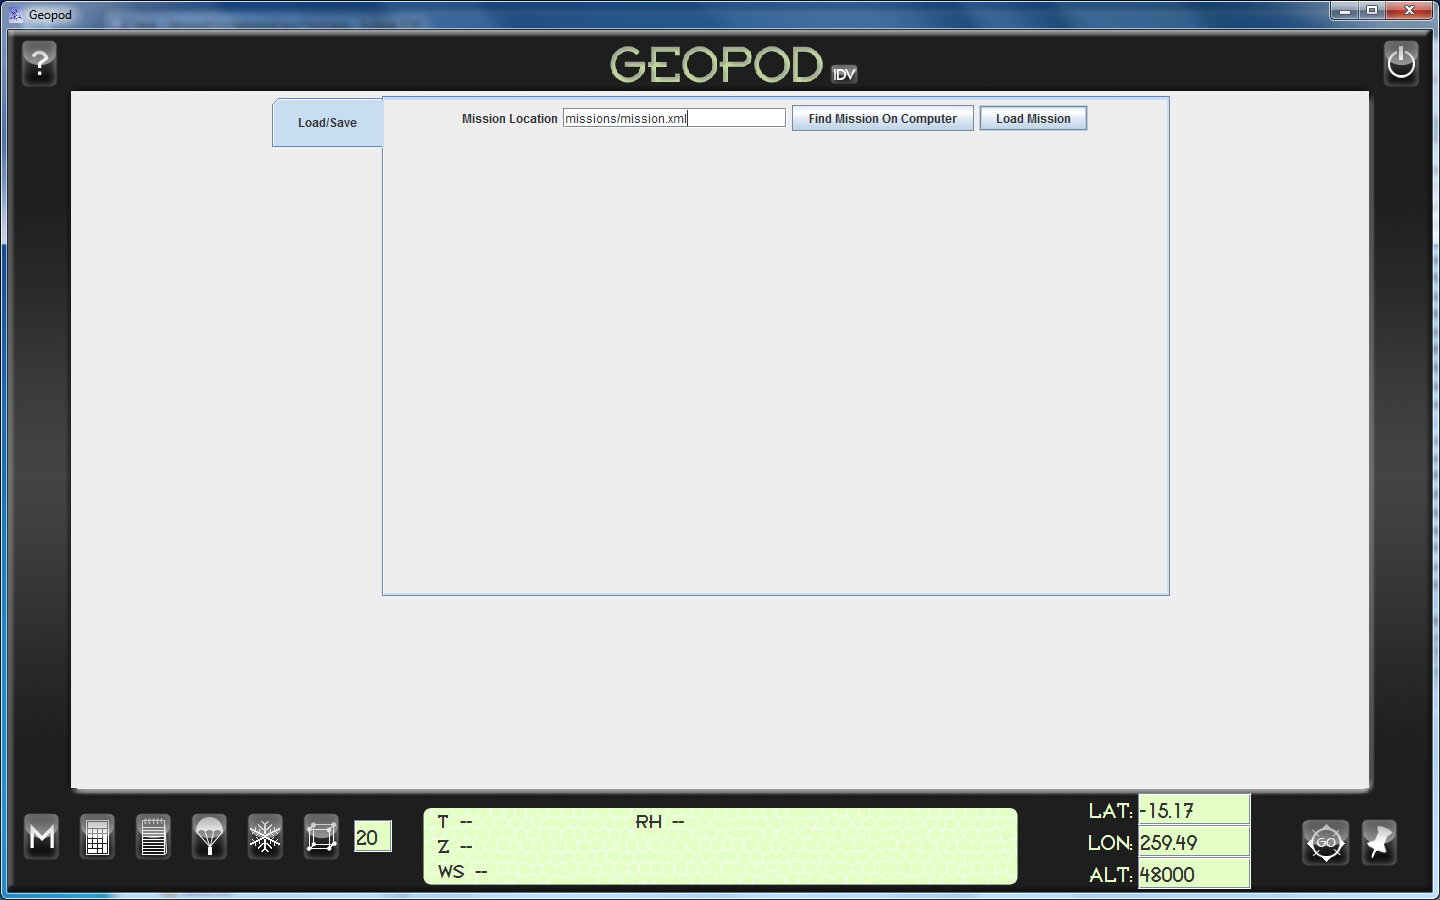 Geopod
?
GEOPOD IDV
Load/Save
Mission Location missions/mission.xml Find Mission On Computer Load Mission
M
20
T -- RH --
Z --
WS --
LAT: -15.17
LON: 259.49
ALT: 48000
GO